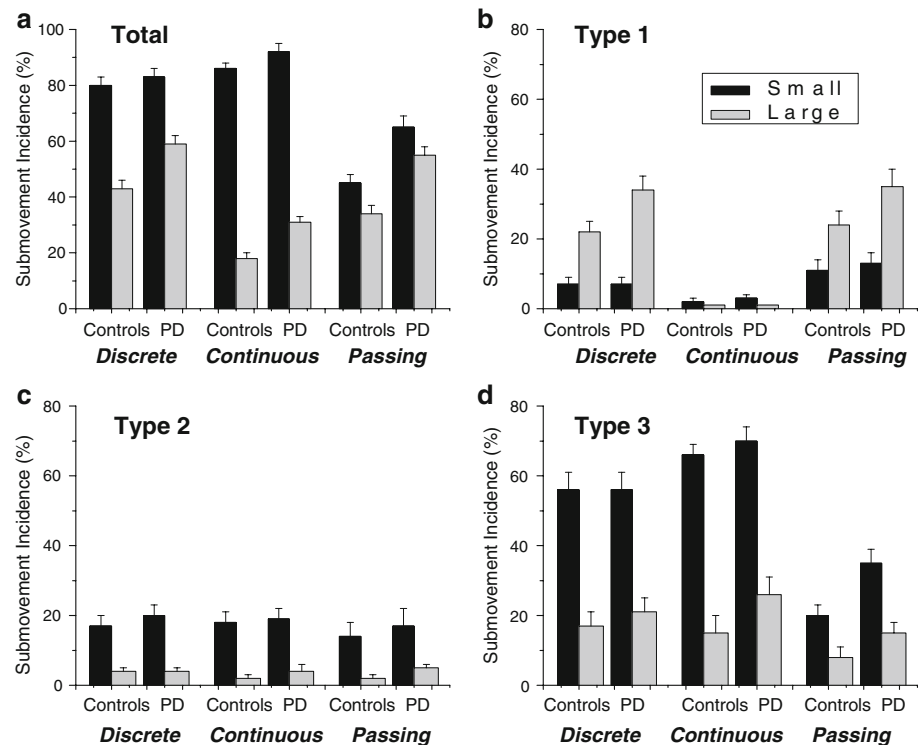 a
Total
Submovement Incidence (%)
100
80
60
40
20
0
Controls PD Controls PD Controls PD
Discrete Continuous Passing
b
Type 1
Small
Large
Submovement Incidence (%)
80
60
40
20
0
Controls PD Controls PD Controls PD
Discrete Continuous Passing
c
Type 2
Submovement Incidence (%)
80
60
40
20
0
Controls PD Controls PD Controls PD
Discrete Continuous Passing
d
Type 3
Submovement Incidence (%)
80
60
40
20
0
Controls PD Controls PD Controls PD
Discrete Continuous Passing